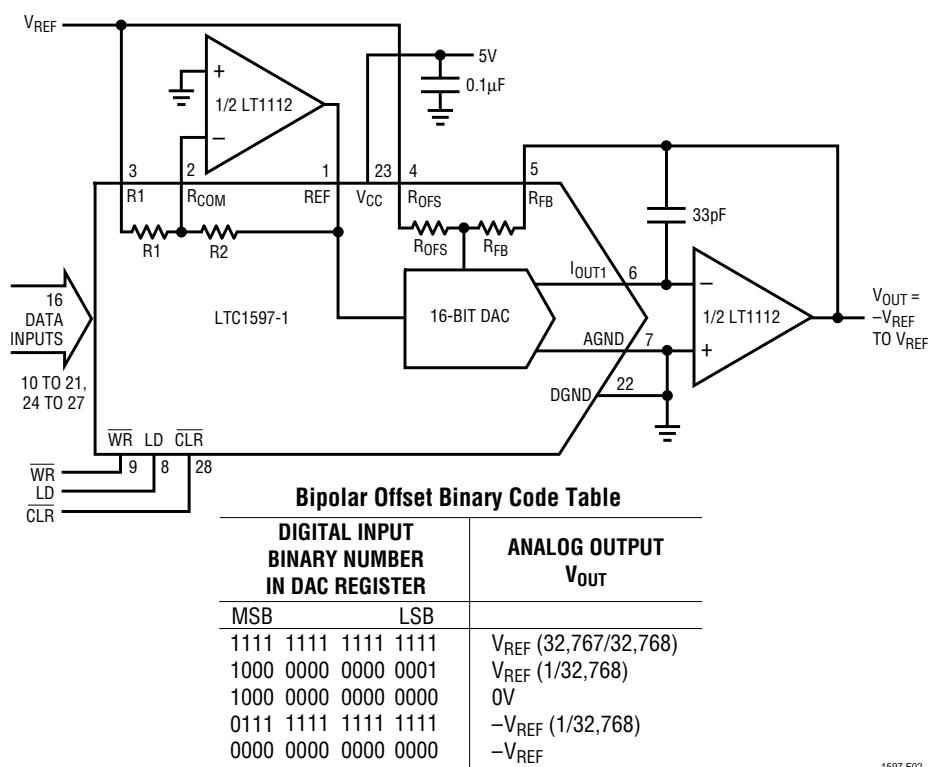 VREF
5V
0.1µF
+
1/2 LT1112
–
3
2
1
23
4
5
R1
RCOM
REF
VCC
ROFS
RFB
33pF
R1
R2
ROFS
RFB
IOUT1
6
–
16
DATA
INPUTS
LTC1597-1
16-BIT DAC
1/2 LT1112
VOUT =
–VREF
TO VREF
AGND
7
+
10 TO 21,
24 TO 27
DGND
22
WR LD CLR
9 8 28
WR
LD
CLR
Bipolar Offset Binary Code Table
DIGITAL INPUT
BINARY NUMBER
IN DAC REGISTER
ANALOG OUTPUT
VOUT
MSB LSB
1111 1111 1111 1111 VREF (32,767/32,768)
1000 0000 0000 0001 VREF (1/32,768)
1000 0000 0000 0000 0V
0111 1111 1111 1111 –VREF (1/32,768)
0000 0000 0000 0000 –VREF
1597 F02